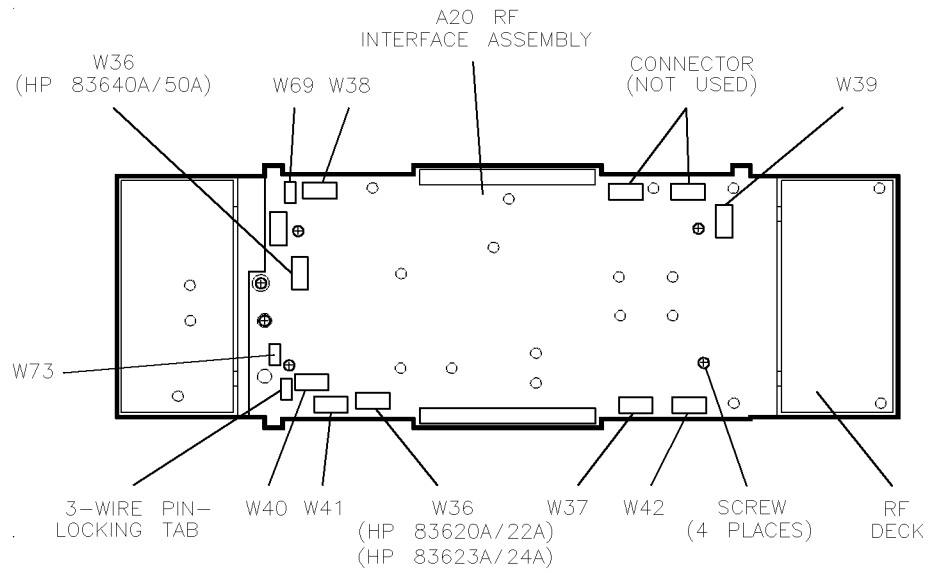 A20 RF
INTERFACE ASSEMBLY
W36
(HP 83640A/50A)
W69 W38
CONNECTOR
(NOT USED)
W39
W73
3-WIRE PIN-
LOCKING TAB
W40 W41
W36
(HP 83620A/22A)
(HP 83623A/24A)
W37 W42
SCREW
(4 PLACES)
RF
DECK